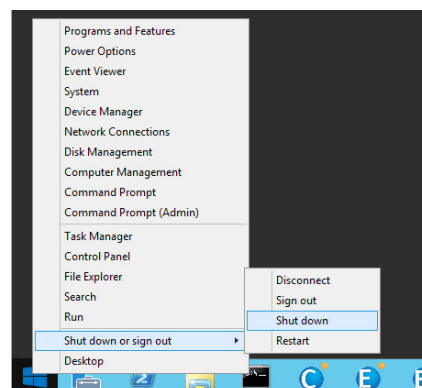 Programs and Features
Power Options
Event Viewer
System
Device Manager
Network Connections
Disk Management
Computer Management
Command Prompt
Command Prompt (Admin)
Task Manager
Control Panel
File Explorer
Search
Run
Shut down or sign out
Desktop
Disconnect
Sign out
Shut down
Restart
C
E